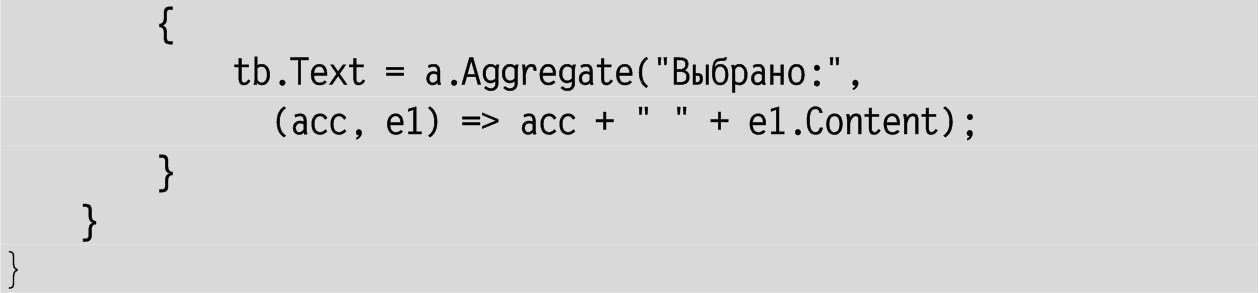 {
tb.Text = a.Aggregate("Выбрано:",
(acc, e1) => acc + " " + e1.Content);
}
}
}